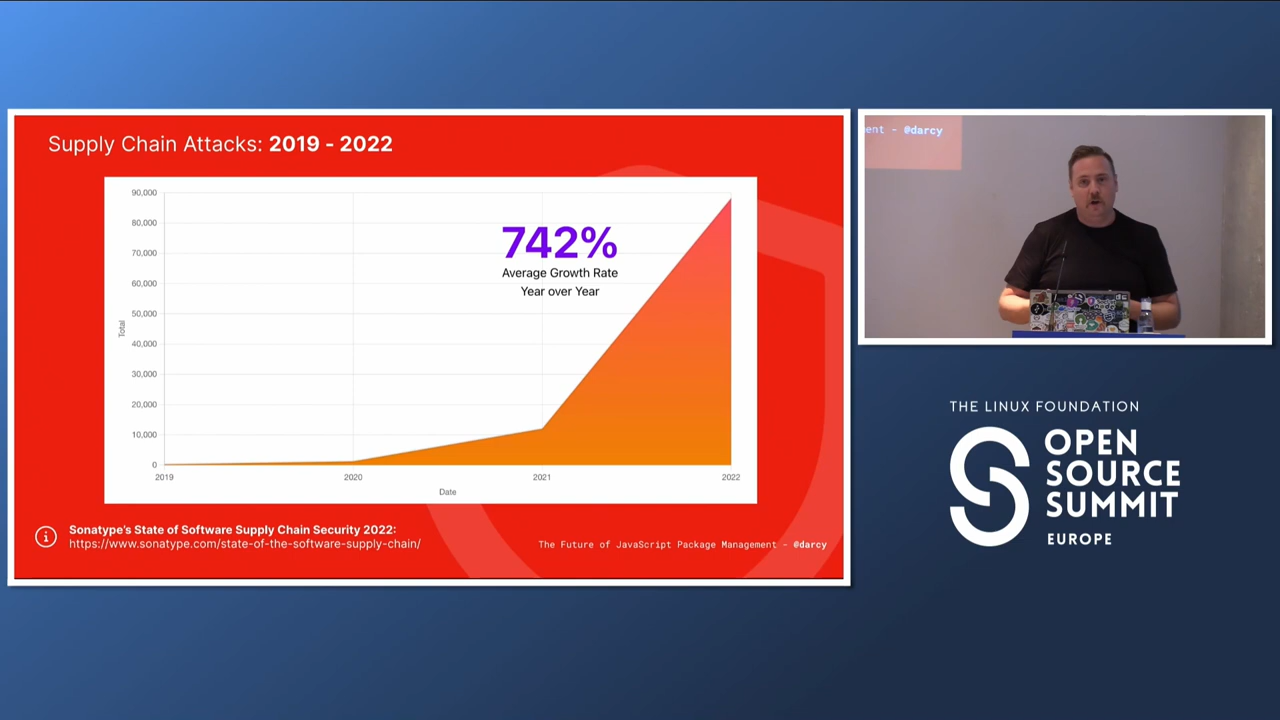 Supply Chain Attacks: 2019 - 2022
90,000
80,000
70,000
60,000
50,000
40,000
30,000
20,000
10,000
0
Total
742%
Average Growth Rate
Year over Year
2019
2020
2021
2022
Date
Sonatype's State of Software Supply Chain Security 2022:
https://www.sonatype.com/state-of-the-software-supply-chain/
The Future of JavaScript Package Management - @darcy
ent - @darcy
THE LINUX FOUNDATION
OPEN
SOURCE
SUMMIT
EUROPE